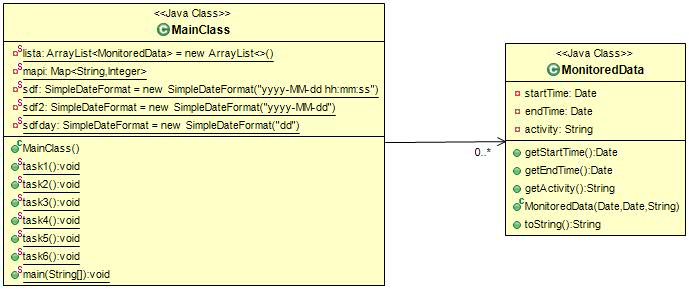 <<Java Class>>
MainClass
lista: ArrayList<MonitoredData> = new ArrayList<>()
mapi: Map<String,Integer>
sdf: SimpleDateFormat = new SimpleDateFormat("yyyy-MM-dd hh:mm:ss")
sdf2: SimpleDateFormat = new SimpleDateFormat("yyyy-MM-dd")
sdfday: SimpleDateFormat = new SimpleDateFormat("dd")
MainClass()
task1():void
task2():void
task3():void
task4():void
task5():void
task6():void
main(String[]):void
0..*
<<Java Class>>
MonitoredData
startTime: Date
endTime: Date
activity: String
getStartTime():Date
getEndTime():Date
getActivity():String
MonitoredData(Date,Date,String)
toString():String